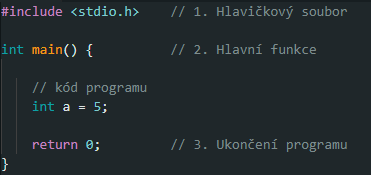 #include <stdio.h>    // 1. Hlavičkový soubor
int main() {          // 2. Hlavní funkce
    // kód programu
    int a = 5;
    return 0;         // 3. Ukončení programu
}